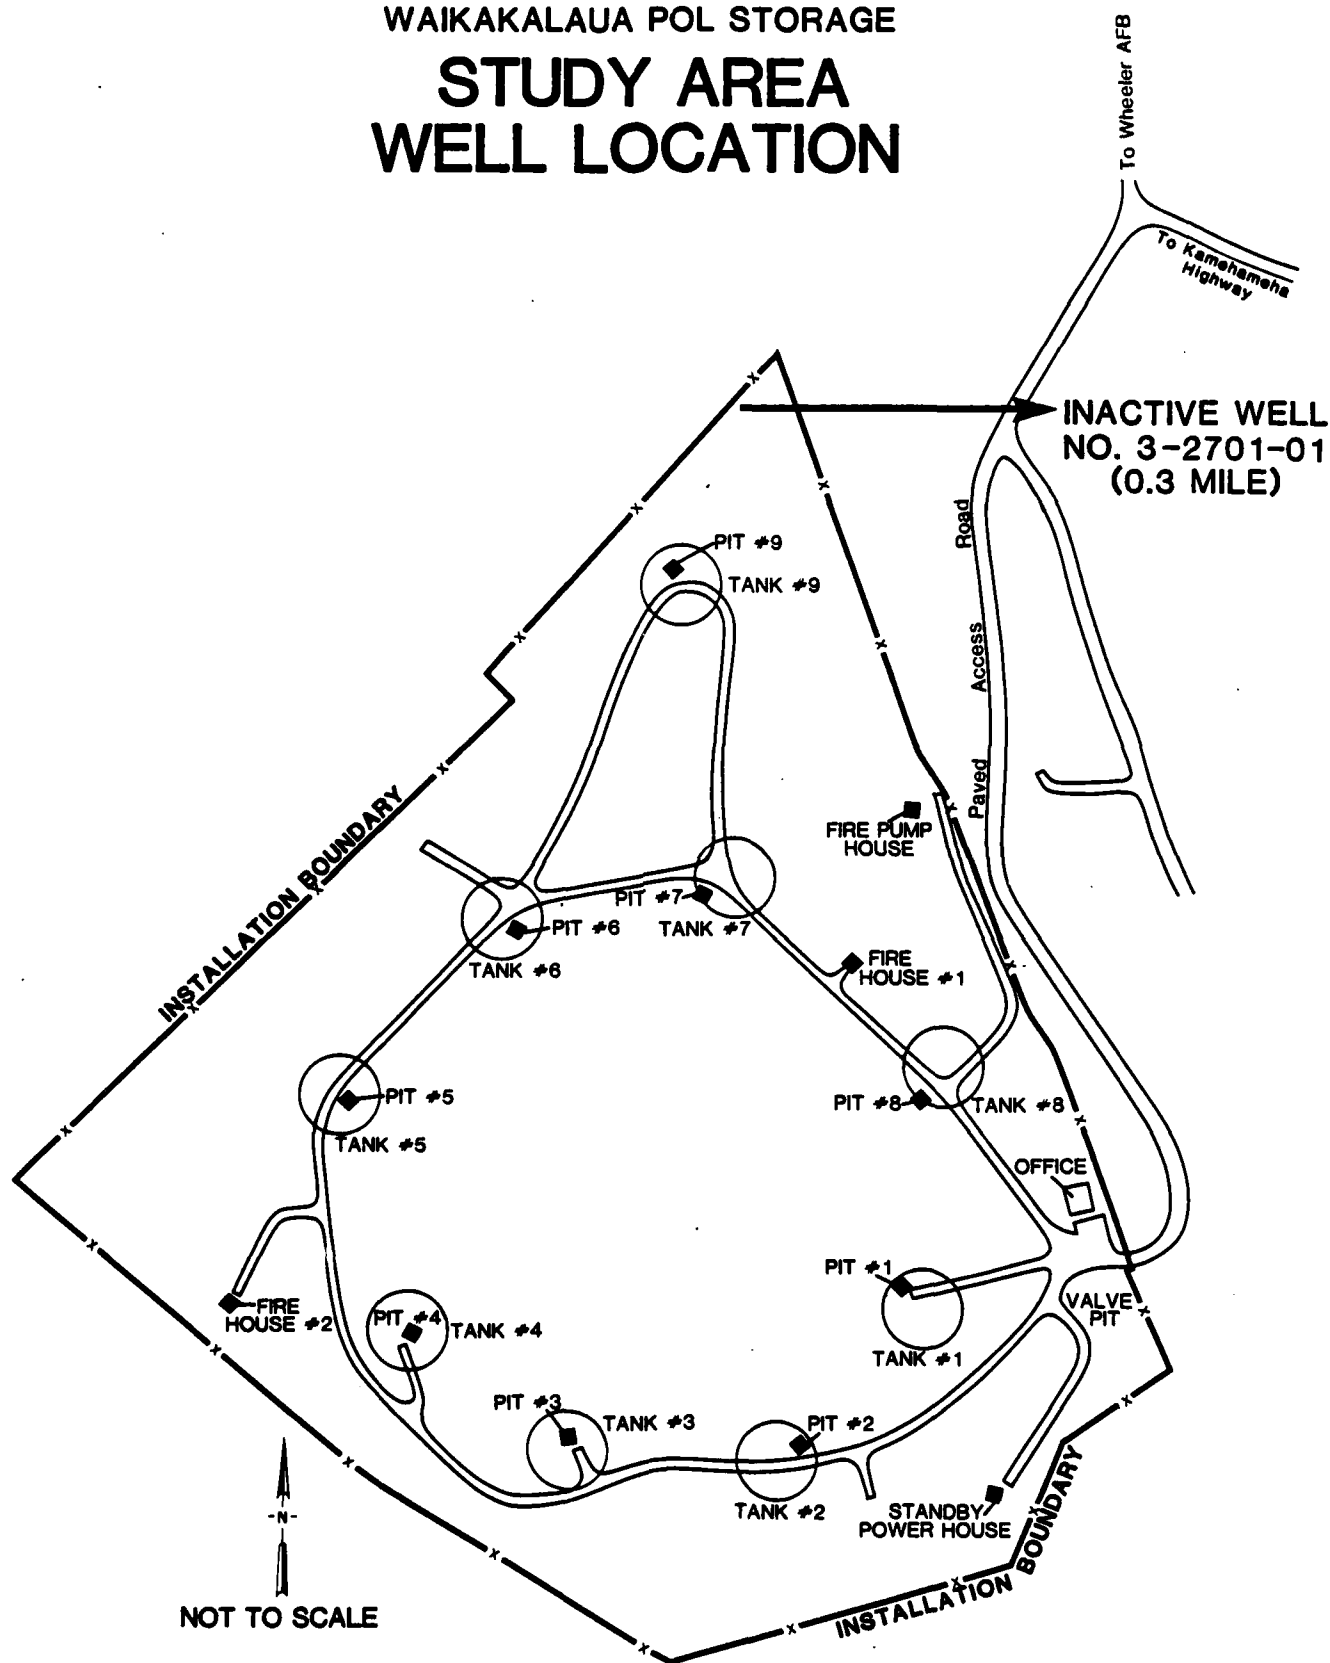 WAIKAKALAUA POL STORAGE
STUDY AREA
WELL LOCATION
To Wheeler AFB
To Kamehameha
Highway
INACTIVE WELL
NO. 3-2701-01
(0.3 MILE)
Paved Access Road
PIT #9
TANK #9
FIRE PUMP
HOUSE
INSTALLATION BOUNDARY
PIT #7
TANK #7
PIT #6
TANK #6
FIRE
HOUSE #1
PIT #5
TANK #5
PIT #8
TANK #8
OFFICE
PIT #1
TANK #1
VALVE
PIT
FIRE
HOUSE #2
PIT #4
TANK #4
PIT #3
TANK #3
PIT #2
TANK #2
STANDBY
POWER HOUSE
INSTALLATION BOUNDARY
-N-
NOT TO SCALE